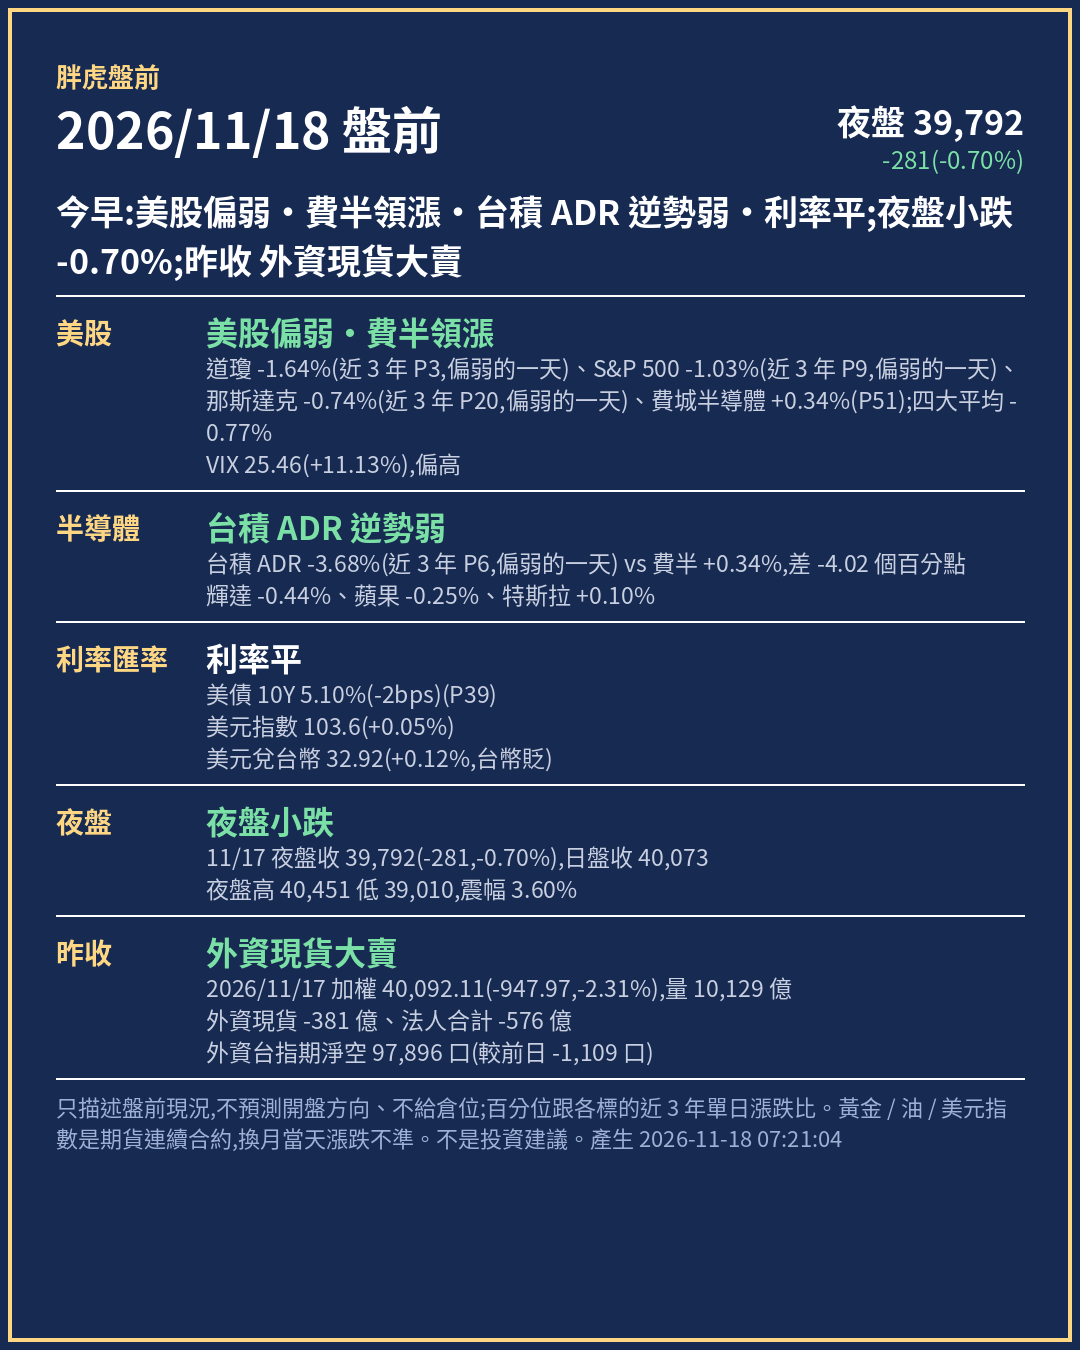 胖虎盤前
2026/11/18 盤前
夜盤 39,792
-281(-0.70%)
今早:美股偏弱・費半領漲・台積 ADR 逆勢弱・利率平;夜盤小跌
-0.70%;昨收 外資現貨大賣
美股
美股偏弱・費半領漲
道瓊 -1.64%(近 3 年 P3,偏弱的一天)、S&P 500 -1.03%(近 3 年 P9,偏弱的一天)、
那斯達克 -0.74%(近 3 年 P20,偏弱的一天)、費城半導體 +0.34%(P51);四大平均 -
0.77%
VIX 25.46(+11.13%),偏高
半導體
台積 ADR 逆勢弱
台積 ADR -3.68%(近 3 年 P6,偏弱的一天) vs 費半 +0.34%,差 -4.02 個百分點
輝達 -0.44%、蘋果 -0.25%、特斯拉 +0.10%
利率匯率
利率平
美債 10Y 5.10%(-2bps)(P39)
美元指數 103.6(+0.05%)
美元兌台幣 32.92(+0.12%,台幣貶)
夜盤
夜盤小跌
11/17 夜盤收 39,792(-281,-0.70%),日盤收 40,073
夜盤高 40,451 低 39,010,震幅 3.60%
昨收
外資現貨大賣
2026/11/17 加權 40,092.11(-947.97,-2.31%),量 10,129 億
外資現貨 -381 億、法人合計 -576 億
外資台指期淨空 97,896 口(較前日 -1,109 口)
只描述盤前現況,不預測開盤方向、不給倉位;百分位跟各標的近 3 年單日漲跌比。黃金 / 油 / 美元指
數是期貨連續合約,換月當天漲跌不準。不是投資建議。產生 2026-11-18 07:21:04